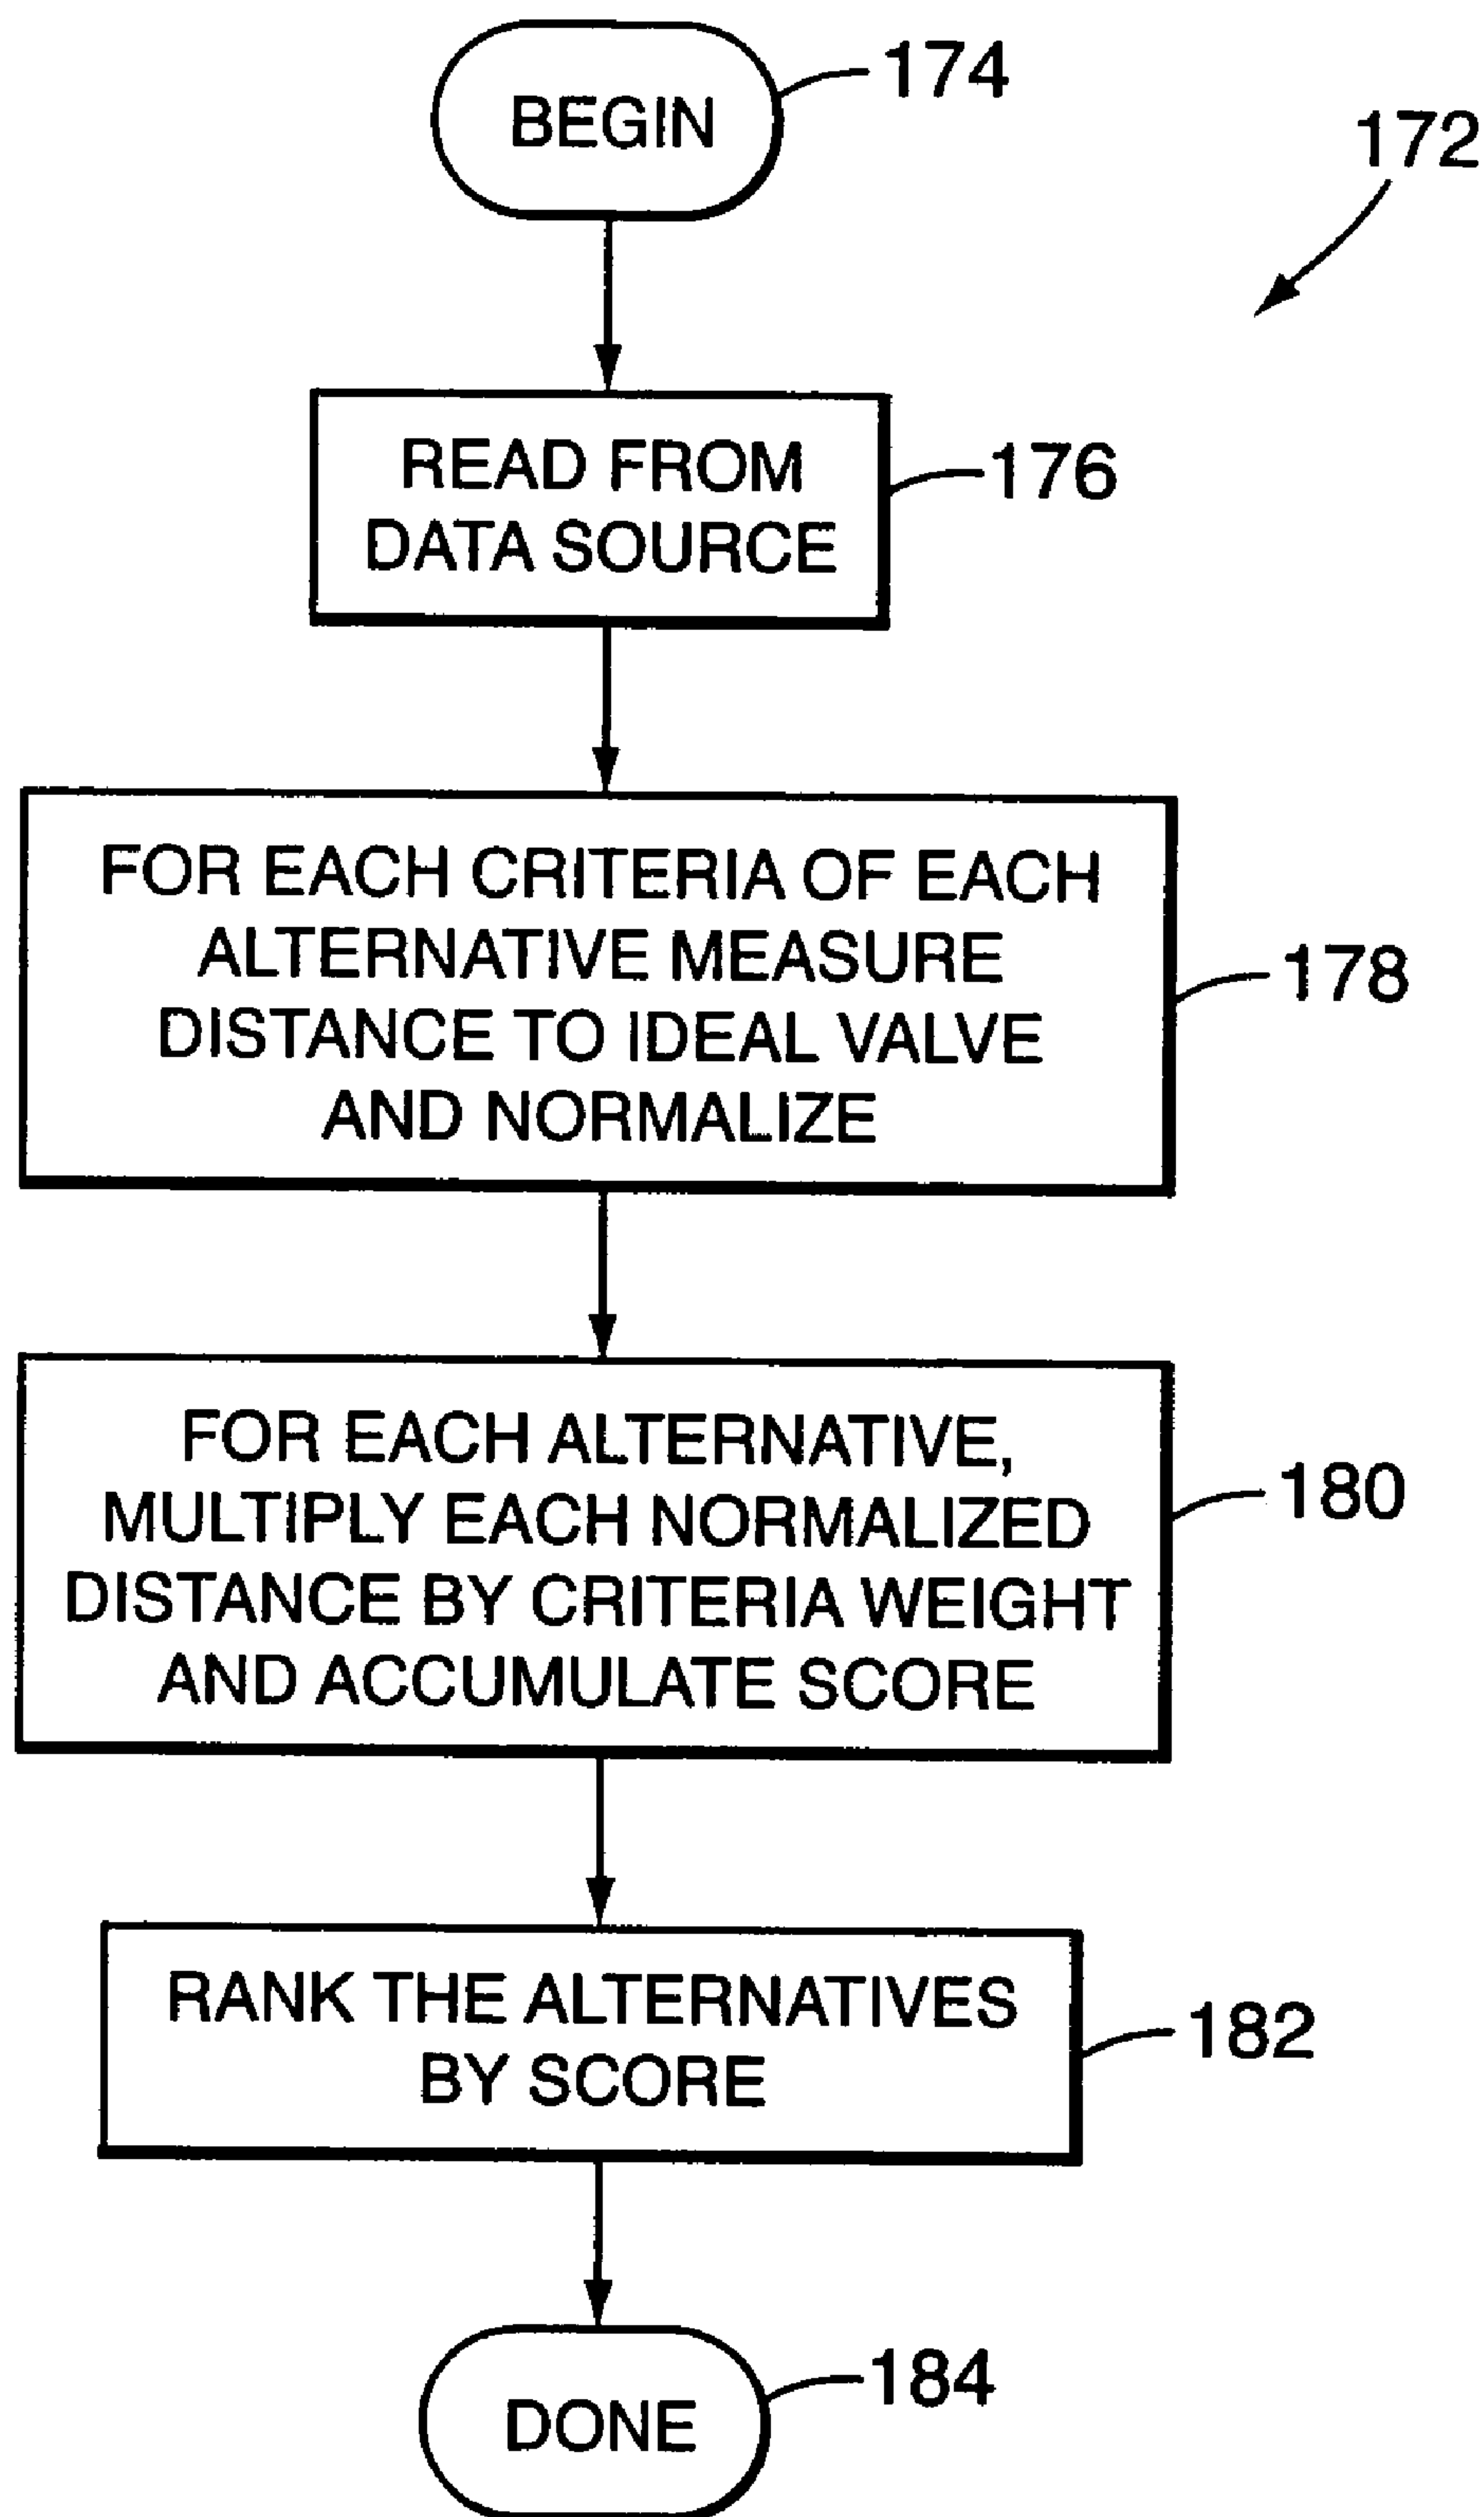 BEGIN
174
172
READ FROM
DATA SOURCE
176
FOR EACH CRITERIA OF EACH
ALTERNATIVE MEASURE
DISTANCE TO IDEAL VALVE
AND NORMALIZE
178
FOR EACH ALTERNATIVE,
MULTIPLY EACH NORMALIZED
DISTANCE BY CRITERIA WEIGHT
AND ACCUMULATE SCORE
180
RANK THE ALTERNATIVES
BY SCORE
182
DONE
184